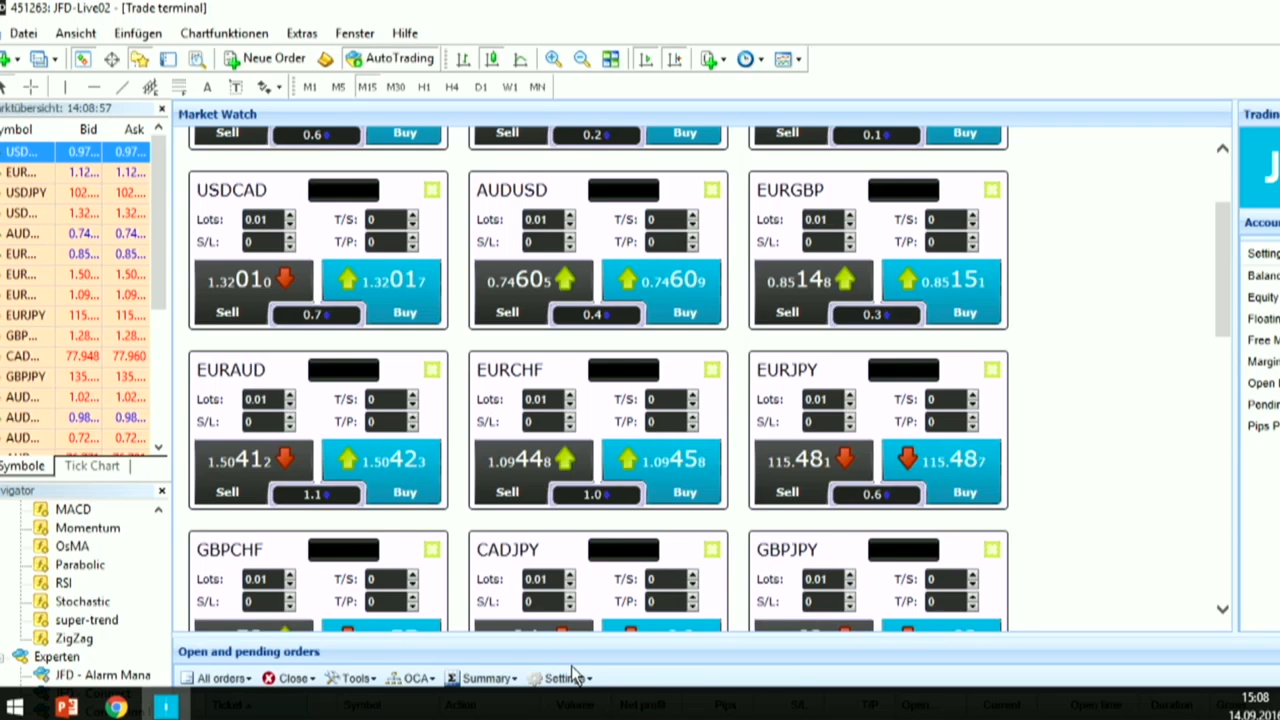 451263: JFD-Live02 - [Trade terminal]
Datei Ansicht Einfügen Chartfunktionen Extras Fenster Hilfe
Neue Order AutoTrading
A T M1 M5 M15 M30 H1 H4 D1 W1 MN
rktübersicht: 14:08:57 x
ymbol Bid Ask
USD... 0.97... 0.97...
EUR... 1.12... 1.12...
USDJPY 102.... 102....
USD... 1.32... 1.32...
AUD... 0.74... 0.74...
EUR... 0.85... 0.85...
EUR... 1.50... 1.50...
EUR... 1.09... 1.09...
EURJPY 115.... 115....
GBP... 1.28... 1.28...
CAD... 77.948 77.960
GBPJPY 135.... 135....
AUD... 1.02... 1.02...
AUD... 0.98... 0.98...
AUD... 0.72... 0.72...
Symbole Tick Chart
vigator x
MACD
Momentum
OsMA
Parabolic
RSI
Stochastic
super-trend
ZigZag
Experten
JFD - Alarm Mana
Market Watch
Sell 0.6 Buy Sell 0.2 Buy Sell 0.1 Buy
USDCAD AUDUSD EURGBP
Lots: 0.01 T/S: 0 Lots: 0.01 T/S: 0 Lots: 0.01 T/S: 0
S/L: 0 T/P: 0 S/L: 0 T/P: 0 S/L: 0 T/P: 0
1.32010 1.32017 0.74605 0.74609 0.85148 0.85151
Sell 0.7 Buy Sell 0.4 Buy Sell 0.3 Buy
EURAUD EURCHF EURJPY
Lots: 0.01 T/S: 0 Lots: 0.01 T/S: 0 Lots: 0.01 T/S: 0
S/L: 0 T/P: 0 S/L: 0 T/P: 0 S/L: 0 T/P: 0
1.50412 1.50423 1.09448 1.09458 115.481 115.487
Sell 1.1 Buy Sell 1.0 Buy Sell 0.6 Buy
GBPCHF CADJPY GBPJPY
Lots: 0.01 T/S: 0 Lots: 0.01 T/S: 0 Lots: 0.01 T/S: 0
S/L: 0 T/P: 0 S/L: 0 T/P: 0 S/L: 0 T/P: 0
Open and pending orders
All orders Close Tools OCA Summary Settings
Ticket Symbol Action Volume Net profit Pips S/L T/P Open... Current Open time Duration
Tradin
J
Accou
Setting
Balanc
Equity
Floatin
Free M
Margin
Open I
Pendin
Pips P
15:08
14.09.201